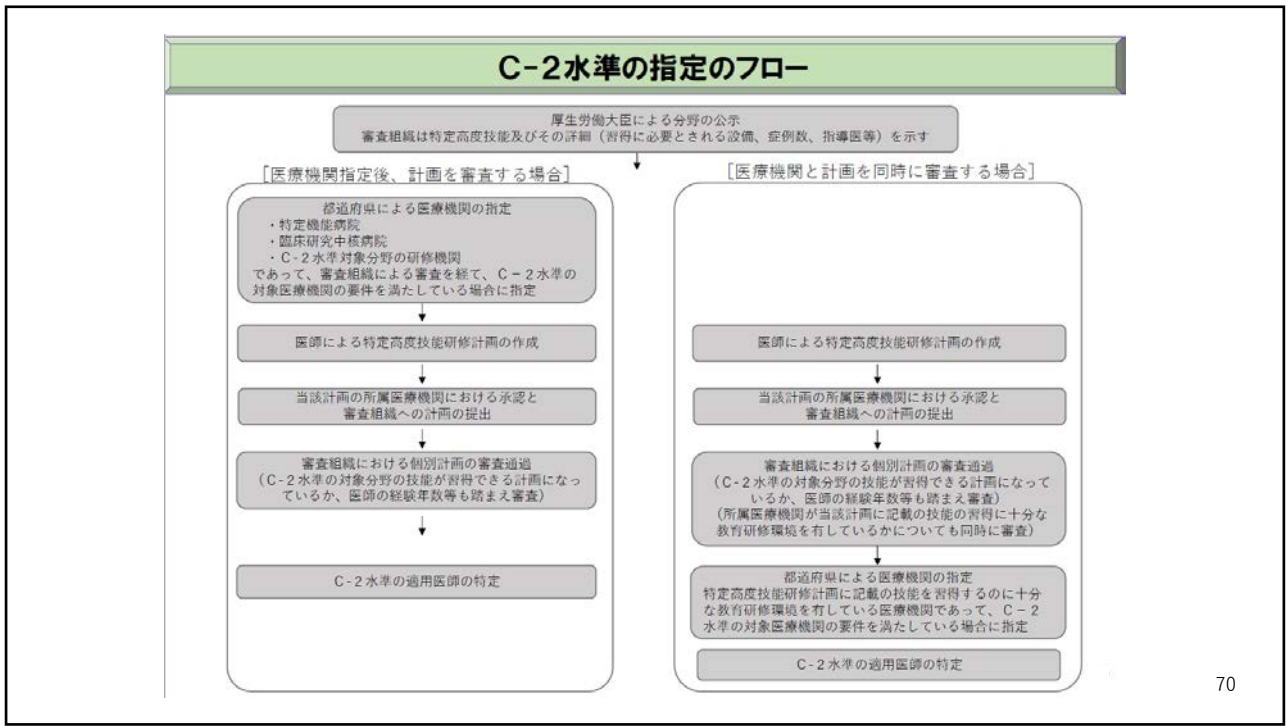 C-2水準の指定のフロー
厚生労働大臣による分野の公示
審査組織は特定高度技能及びその詳細（習得に必要とされる設備、症例数、指導医等）を示す
［医療機関指定後、計画を審査する場合］
都道府県による医療機関の指定
・特定機能病院
・臨床研究中核病院
・C-2水準対象分野の研修機関
であって、審査組織による審査を経て、C－2水準の
対象医療機関の要件を満たしている場合に指定
医師による特定高度技能研修計画の作成
当該計画の所属医療機関における承認と
審査組織への計画の提出
審査組織における個別計画の審査通過
（C-2水準の対象分野の技能が習得できる計画になっ
ているか、医師の経験年数等も踏まえ審査）
C-2水準の適用医師の特定
［医療機関と計画を同時に審査する場合］
医師による特定高度技能研修計画の作成
当該計画の所属医療機関における承認と
審査組織への計画の提出
審査組織における個別計画の審査通過
（C-2水準の対象分野の技能が習得できる計画になって
いるか、医師の経験年数等も踏まえ審査）
（所属医療機関が当該計画に記載の技能の習得に十分な
教育研修環境を有しているかについても同時に審査）
都道府県による医療機関の指定
特定高度技能研修計画に記載の技能を習得するのに十分
な教育研修環境を有している医療機関であって、C－2
水準の対象医療機関の要件を満たしている場合に指定
C-2水準の適用医師の特定
70